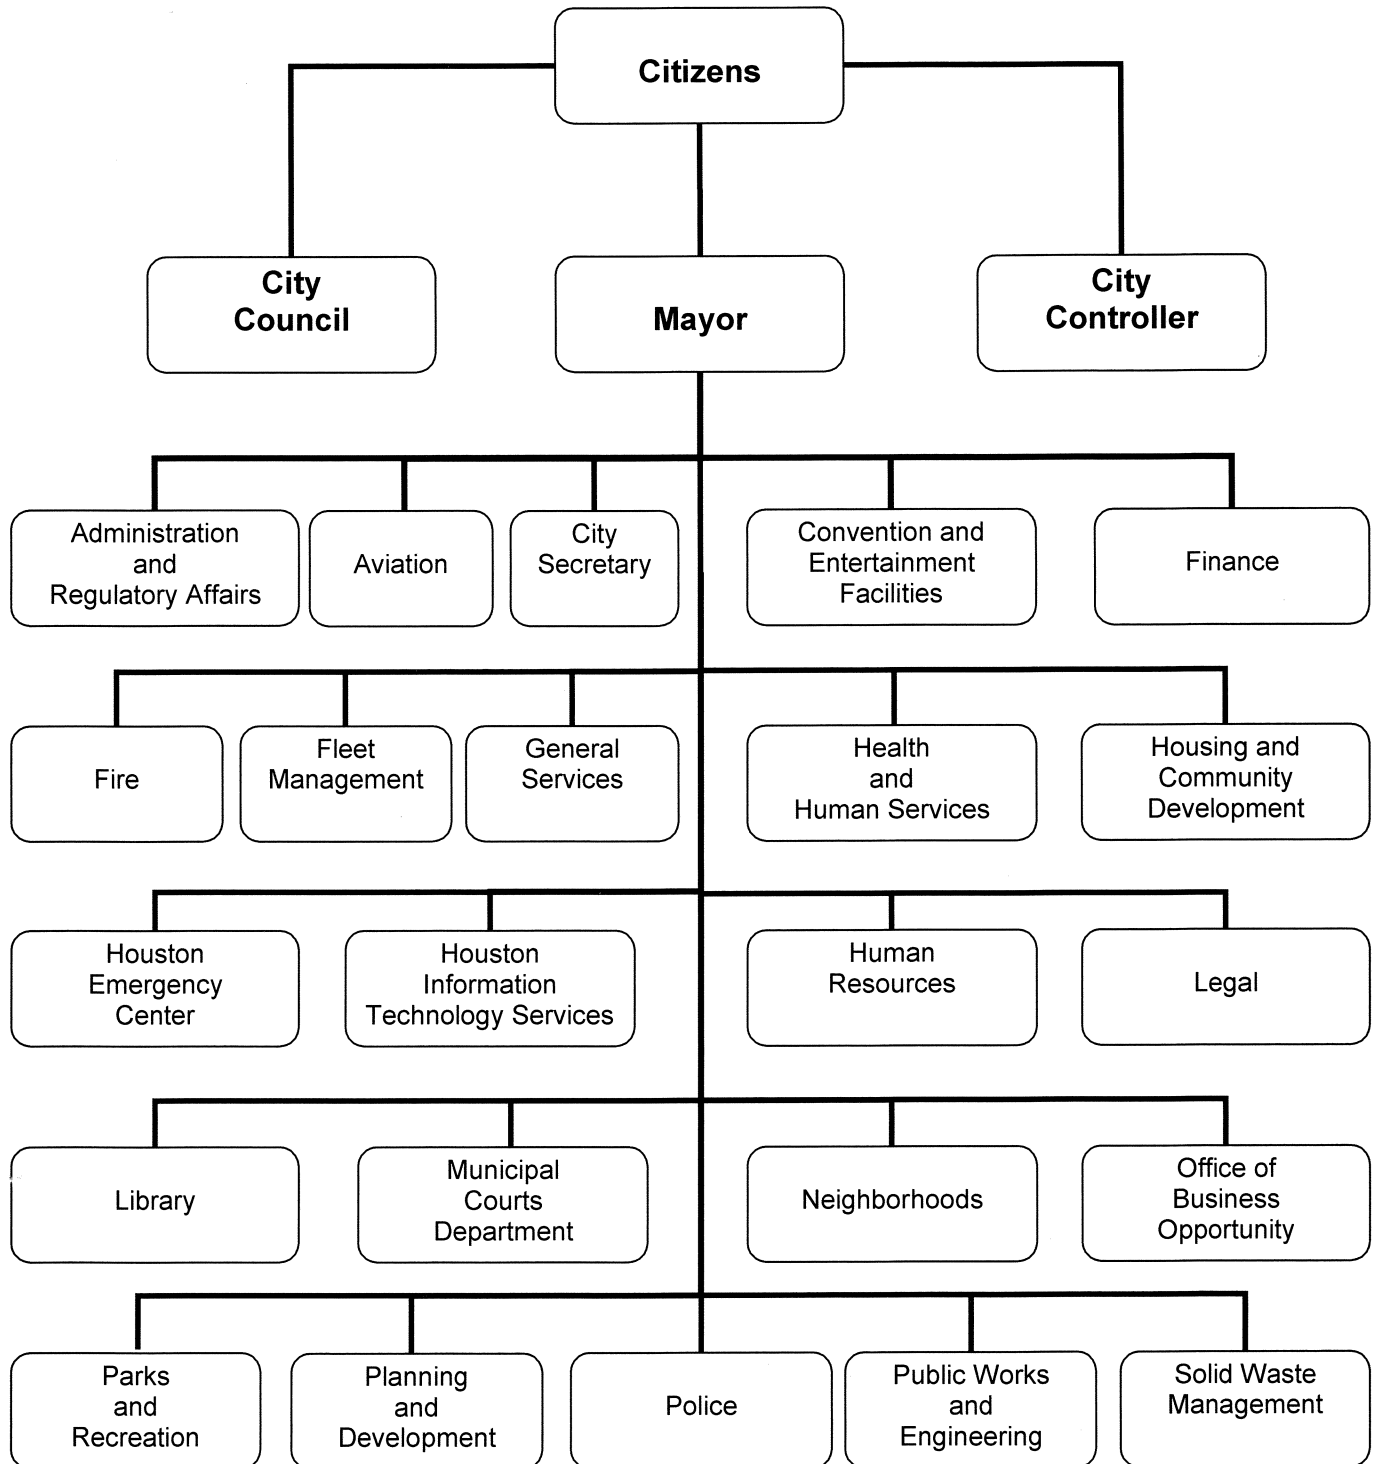 Citizens
City
Council
Mayor
City
Controller
Administration
and
Regulatory Affairs
Aviation
City
Secretary
Convention and
Entertainment
Facilities
Finance
Fire
Fleet
Management
General
Services
Health
and
Human Services
Housing and
Community
Development
Houston
Emergency
Center
Houston
Information
Technology Services
Human
Resources
Legal
Library
Municipal
Courts
Department
Neighborhoods
Office of
Business
Opportunity
Parks
and
Recreation
Planning
and
Development
Police
Public Works
and
Engineering
Solid Waste
Management